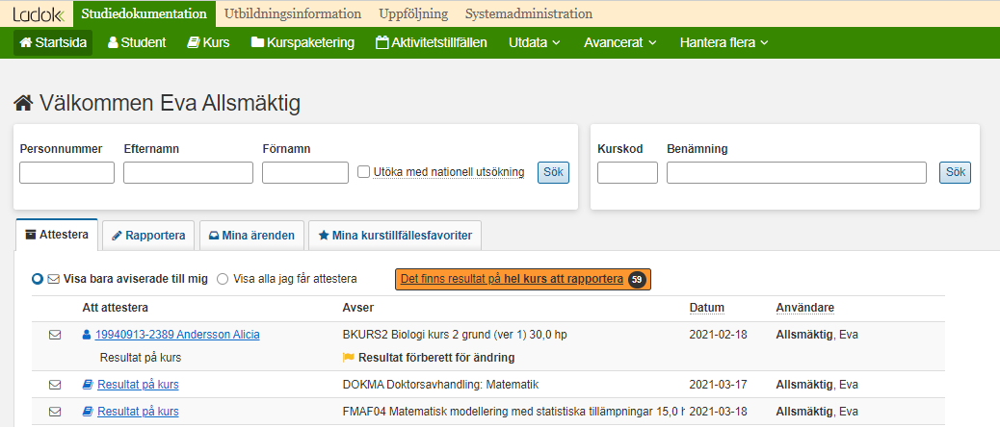 Ladok Studiedokumentation Utbildningsinformation Uppföljning Systemadministration
Startsida Student Kurs Kurspaketering Aktivitetstillfällen Utdata Avancerat Hantera flera
Välkommen Eva Allsmäktig
Personnummer Efternamn Förnamn Kurskod Benämning
Utöka med nationell utsökning Sök Sök
Attestera Rapportera Mina ärenden Mina kurstillfällesfavoriter
Visa bara aviserade till mig Visa alla jag får attestera Det finns resultat på hel kurs att rapportera 59
Att attestera Avser Datum Användare
19940913-2389 Andersson Alicia BKURS2 Biologi kurs 2 grund (ver 1) 30,0 hp 2021-02-18 Allsmäktig, Eva
Resultat på kurs Resultat förberett för ändring
Resultat på kurs DOKMA Doktorsavhandling: Matematik 2021-03-17 Allsmäktig, Eva
Resultat på kurs FMAF04 Matematisk modellering med statistiska tillämpningar 15,0 h 2021-03-18 Allsmäktig, Eva